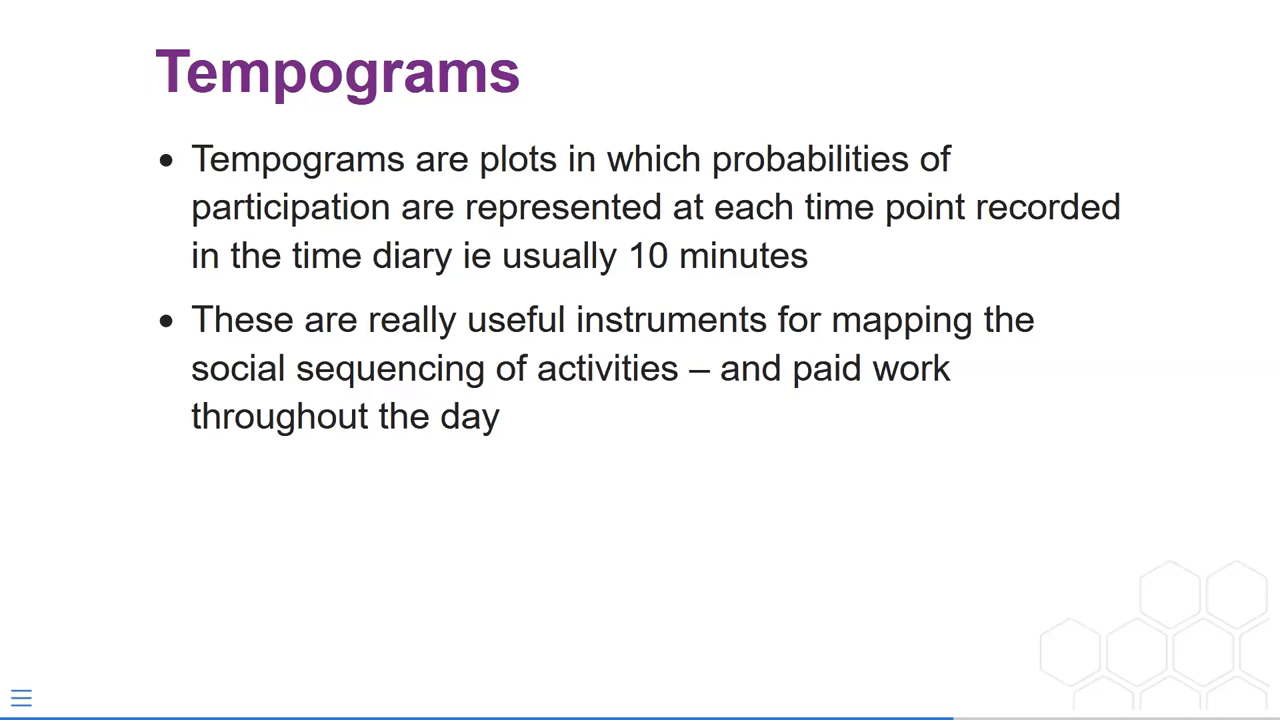 Tempograms
• Tempograms are plots in which probabilities of
participation are represented at each time point recorded
in the time diary ie usually 10 minutes
• These are really useful instruments for mapping the
social sequencing of activities – and paid work
throughout the day